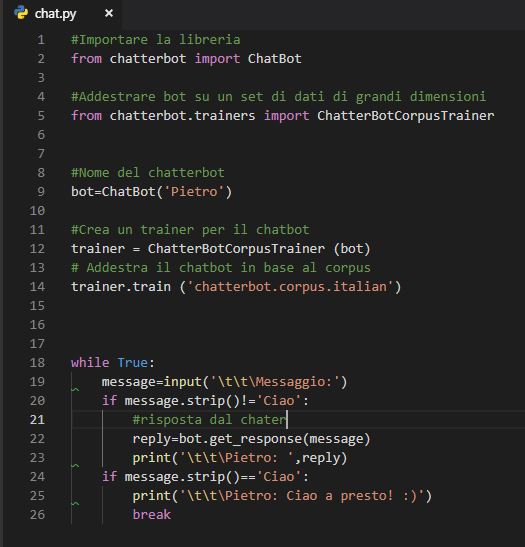 chat.py ×
1 #Importare la libreria
2 from chatterbot import ChatBot
3
4 #Addestrare bot su un set di dati di grandi dimensioni
5 from chatterbot.trainers import ChatterBotCorpusTrainer
6
7
8 #Nome del chatterbot
9 bot=ChatBot('Pietro')
10
11 #Crea un trainer per il chatbot
12 trainer = ChatterBotCorpusTrainer (bot)
13 # Addestra il chatbot in base al corpus
14 trainer.train ('chatterbot.corpus.italian')
15
16
17
18 while True:
19     message=input('\t\t\Messaggio:')
20     if message.strip()!='Ciao':
21         #risposta dal chater
22         reply=bot.get_response(message)
23         print('\t\t\Pietro: ',reply)
24     if message.strip()=='Ciao':
25         print('\t\t\Pietro: Ciao a presto! :)')
26         break